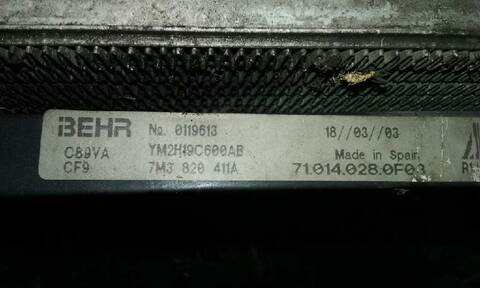 BEHR No. 0119613 18//03//03
C89VA YM2H19C600AB Made in Spain
CF9 7M3 820 411A 71.014.028.0F03